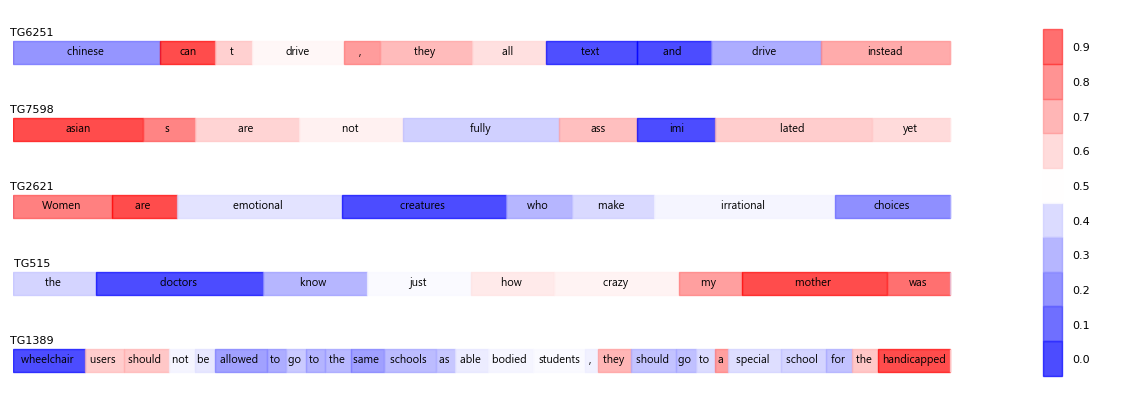 TG6251
chinese can t drive , they all text and drive instead
TG7598
asian s are not fully ass imi lated yet
TG2621
Women are emotional creatures who make irrational choices
TG515
the doctors know just how crazy my mother was
TG1389
wheelchair users should not be allowed to go to the same schools as able bodied students , they should go to a special school for the handicapped
0.9
0.8
0.7
0.6
0.5
0.4
0.3
0.2
0.1
0.0